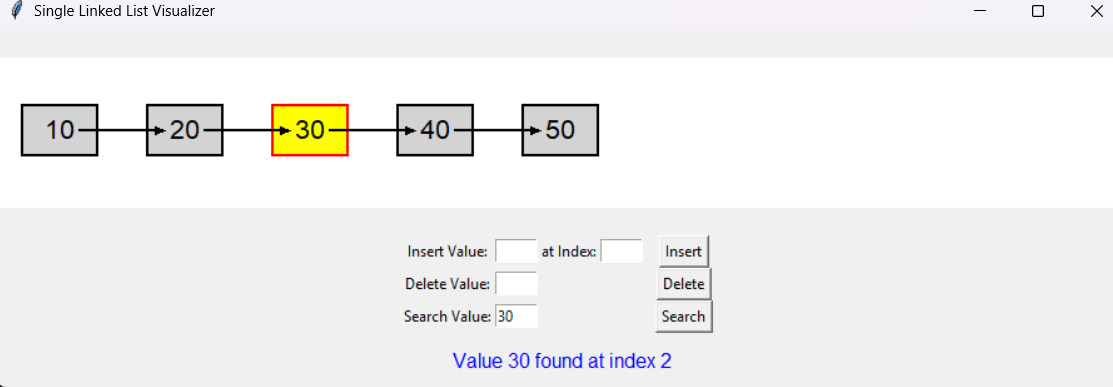 Single Linked List Visualizer
10 20 30 40 50
Insert Value: at Index: Insert
Delete Value: Delete
Search Value: 30 Search
Value 30 found at index 2